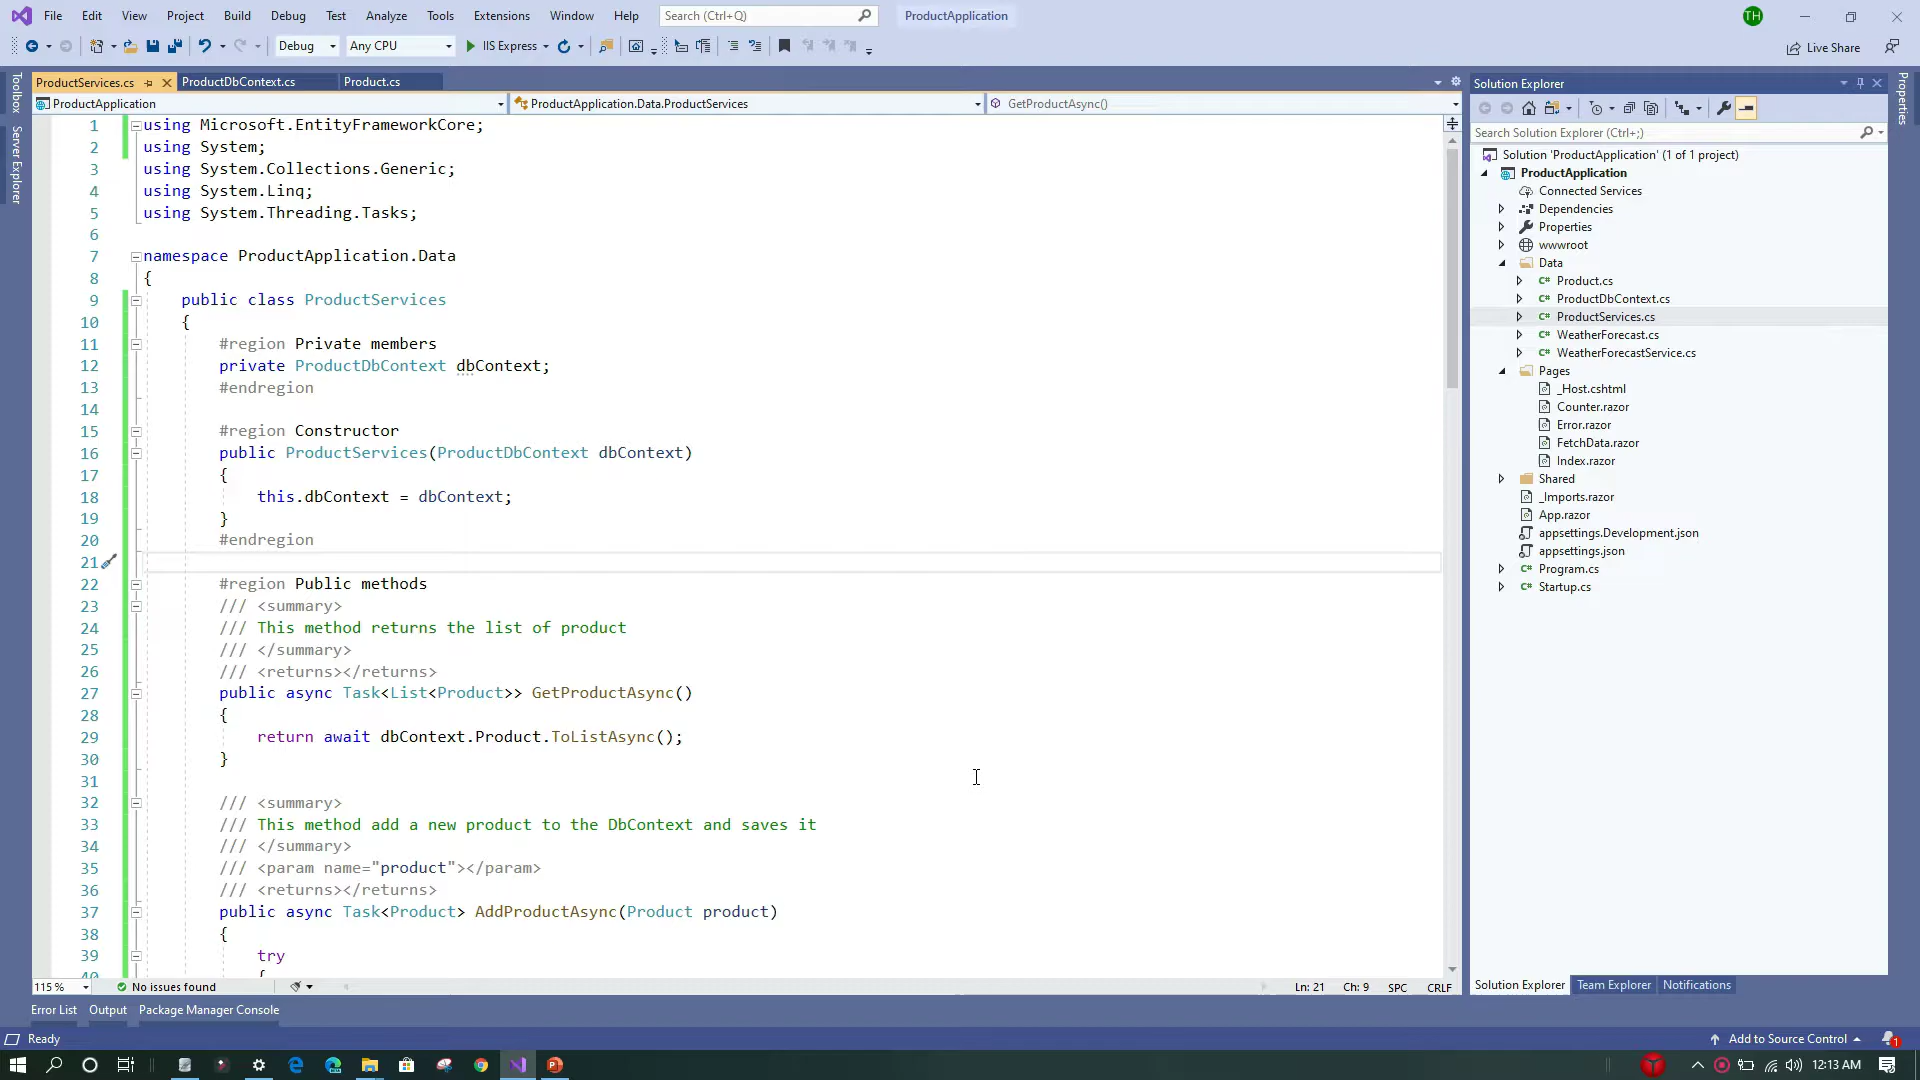 File Edit View Project Build Debug Test Analyze Tools Extensions Window Help Search (Ctrl+Q) ProductApplication TH
Debug Any CPU IIS Express Live Share
ProductServices.cs ProductDbContext.cs Product.cs
ProductApplication ProductApplication.Data.ProductServices GetProductAsync()
Toolbox
Server Explorer
1 using Microsoft.EntityFrameworkCore;
2 using System;
3 using System.Collections.Generic;
4 using System.Linq;
5 using System.Threading.Tasks;
6
7 namespace ProductApplication.Data
8 {
9 public class ProductServices
10 {
11 #region Private members
12 private ProductDbContext dbContext;
13 #endregion
14
15 #region Constructor
16 public ProductServices(ProductDbContext dbContext)
17 {
18 this.dbContext = dbContext;
19 }
20 #endregion
21
22 #region Public methods
23 /// <summary>
24 /// This method returns the list of product
25 /// </summary>
26 /// <returns></returns>
27 public async Task<List<Product>> GetProductAsync()
28 {
29 return await dbContext.Product.ToListAsync();
30 }
31
32 /// <summary>
33 /// This method add a new product to the DbContext and saves it
34 /// </summary>
35 /// <param name="product"></param>
36 /// <returns></returns>
37 public async Task<Product> AddProductAsync(Product product)
38 {
39 try
40 {
115 % No issues found Ln: 21 Ch: 9 SPC CRLF
Solution Explorer
Search Solution Explorer (Ctrl+;)
Solution 'ProductApplication' (1 of 1 project)
ProductApplication
Connected Services
Dependencies
Properties
wwwroot
Data
C# Product.cs
C# ProductDbContext.cs
C# ProductServices.cs
C# WeatherForecast.cs
C# WeatherForecastService.cs
Pages
_Host.cshtml
Counter.razor
Error.razor
FetchData.razor
Index.razor
Shared
_Imports.razor
App.razor
appsettings.Development.json
appsettings.json
C# Program.cs
C# Startup.cs
Solution Explorer Team Explorer Notifications
Properties
Error List Output Package Manager Console
Ready Add to Source Control 1
12:13 AM